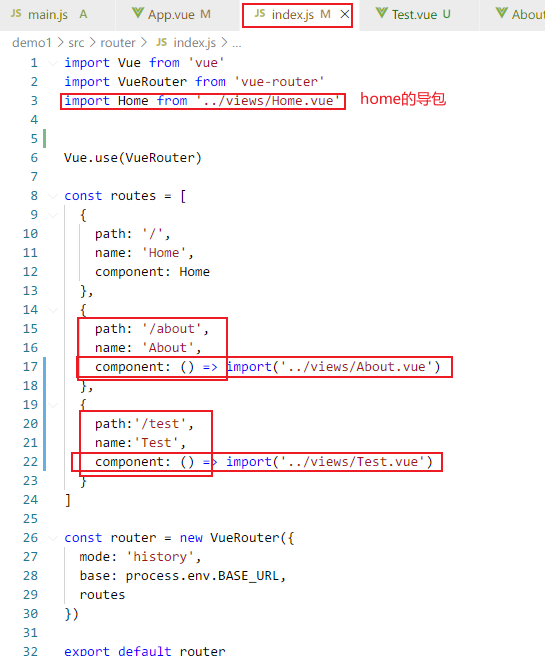 JS main.js A App.vue M JS index.js M × Test.vue U About
demo1 > src > router > JS index.js > ...
1 import Vue from 'vue'
2 import VueRouter from 'vue-router'
3 import Home from '../views/Home.vue' home的导包
4
5
6 Vue.use(VueRouter)
7
8 const routes = [
9 {
10 path: '/',
11 name: 'Home',
12 component: Home
13 },
14 {
15 path: '/about',
16 name: 'About',
17 component: () => import('../views/About.vue')
18 },
19 {
20 path:'/test',
21 name:'Test',
22 component: () => import('../views/Test.vue')
23 }
24 ]
25
26 const router = new VueRouter({
27 mode: 'history',
28 base: process.env.BASE_URL,
29 routes
30 })
31
32 export default router